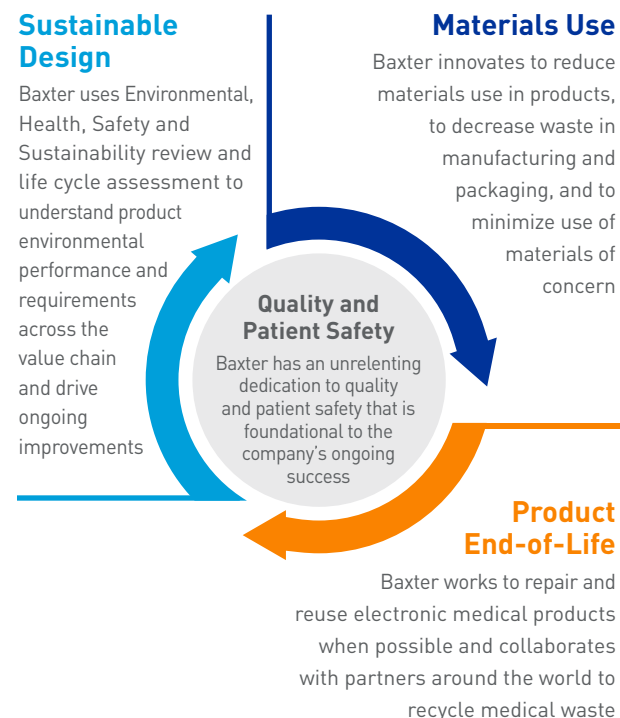 Sustainable
Design
Baxter uses Environmental,
Health, Safety and
Sustainability review and
life cycle assessment to
understand product
environmental
performance and
requirements
across the
value chain
and drive
ongoing
improvements
Materials Use
Baxter innovates to reduce
materials use in products,
to decrease waste in
manufacturing and
packaging, and to
minimize use of
materials of
concern
Quality and
Patient Safety
Baxter has an unrelenting
dedication to quality
and patient safety that is
foundational to the
company's ongoing
success
Product
End-of-Life
Baxter works to repair and
reuse electronic medical products
when possible and collaborates
with partners around the world to
recycle medical waste